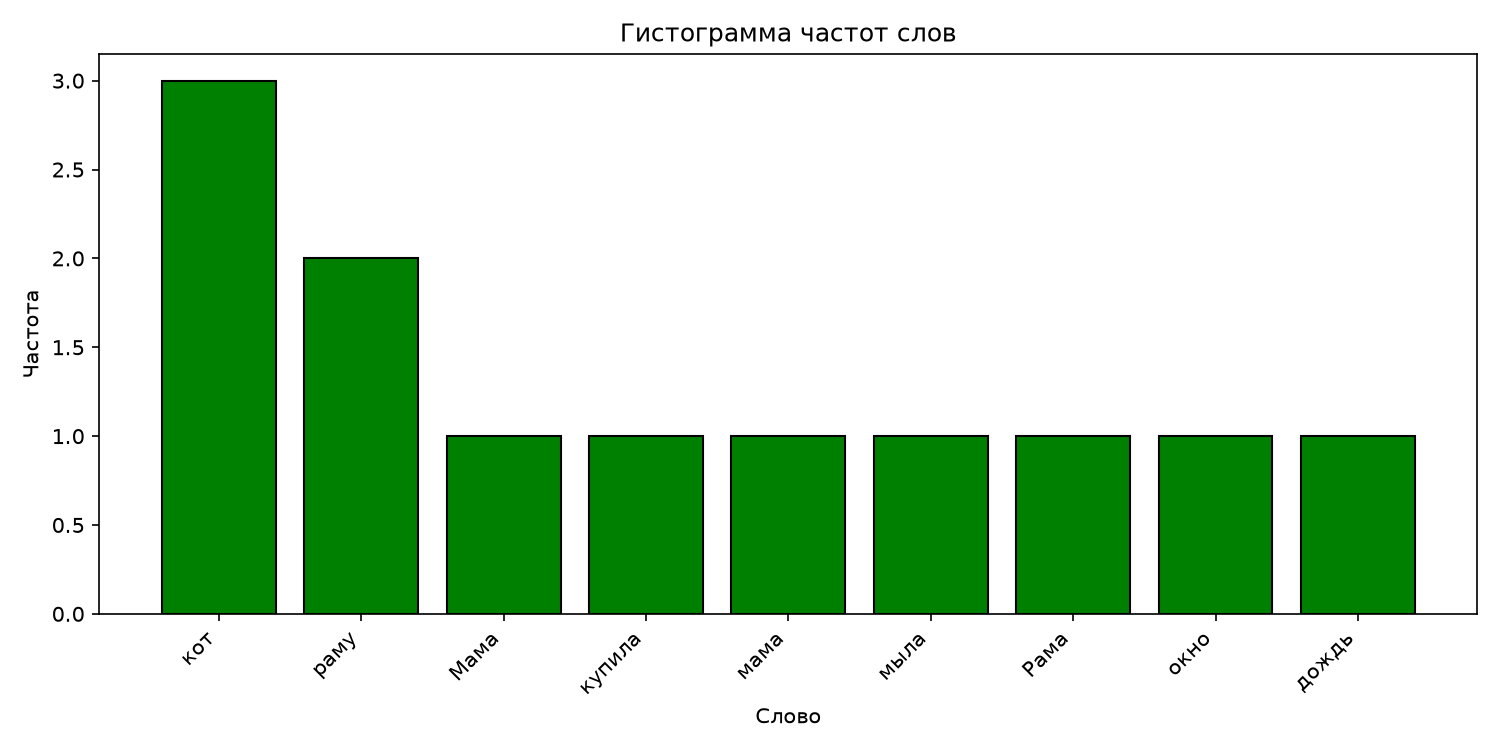 Гистограмма частот слов
Частота
3.0
2.5
2.0
1.5
1.0
0.5
0.0
кот
раму
Мама
купила
мама
мыла
Рама
окно
дождь
Слово